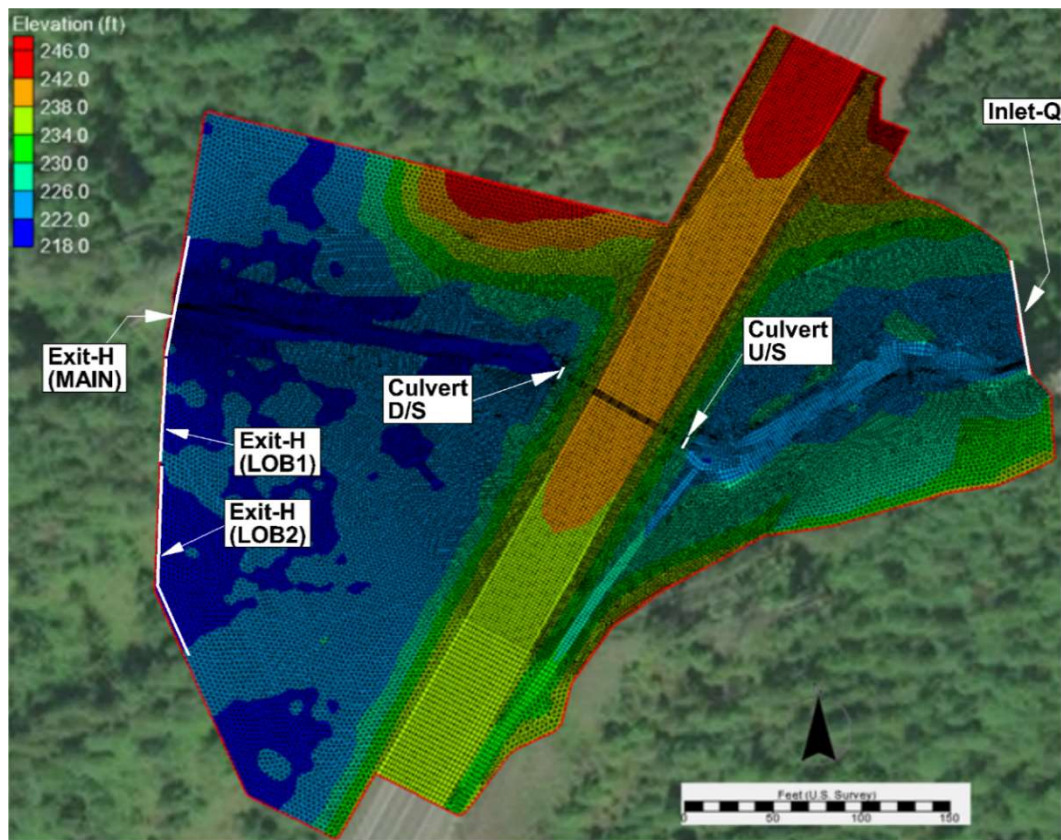 Elevation (ft)
246.0
242.0
238.0
234.0
230.0
226.0
222.0
218.0
Inlet-Q
Culvert
U/S
Exit-H
(MAIN)
Culvert
D/S
Exit-H
(LOB1)
Exit-H
(LOB2)
Feet (U.S. Survey)
0
50
100
150